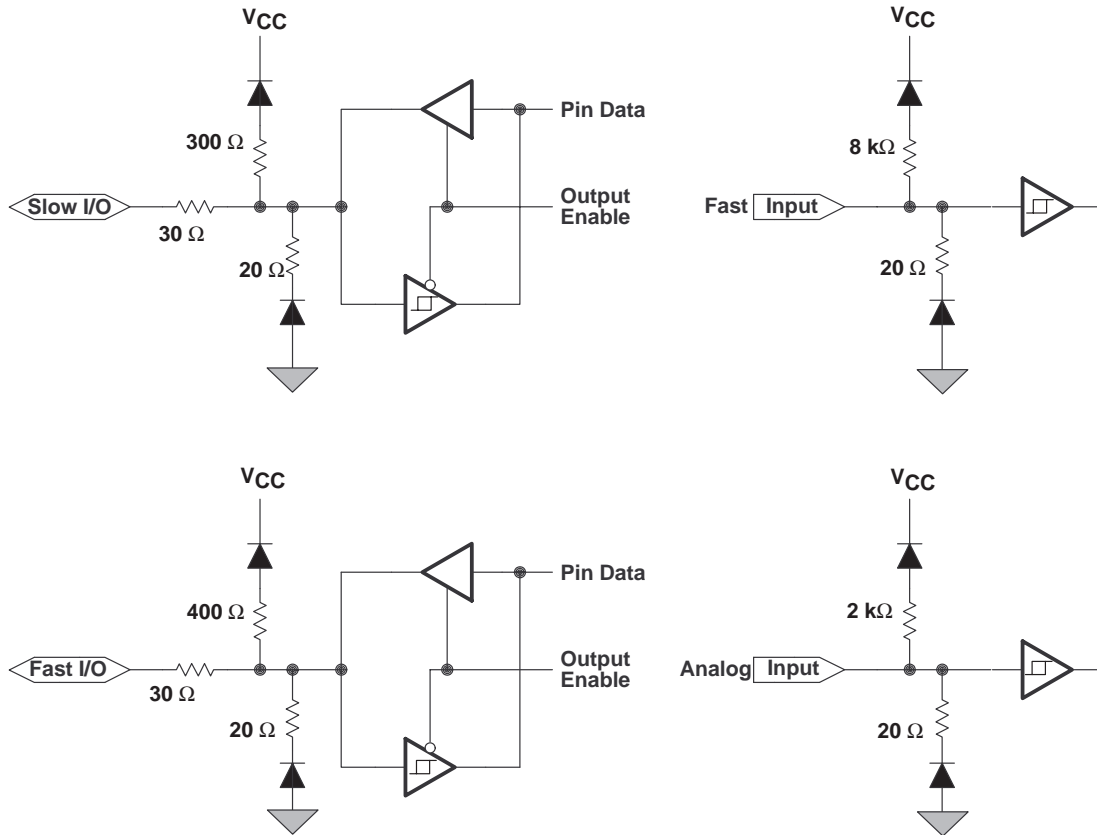 VCC
300 Ω
Slow I/O
30 Ω
20 Ω
Pin Data
Output
Enable
VCC
8 kΩ
Fast Input
20 Ω
VCC
400 Ω
Fast I/O
30 Ω
20 Ω
Pin Data
Output
Enable
VCC
2 kΩ
Analog Input
20 Ω